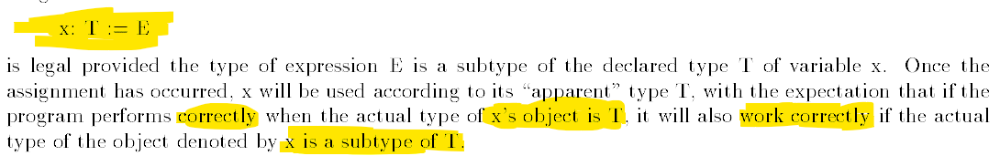 x: T := E
is legal provided the type of expression E is a subtype of the declared type T of variable x. Once the
assignment has occurred, x will be used according to its “apparent” type T, with the expectation that if the
program performs correctly when the actual type of x's object is T, it will also work correctly if the actual
type of the object denoted by x is a subtype of T.